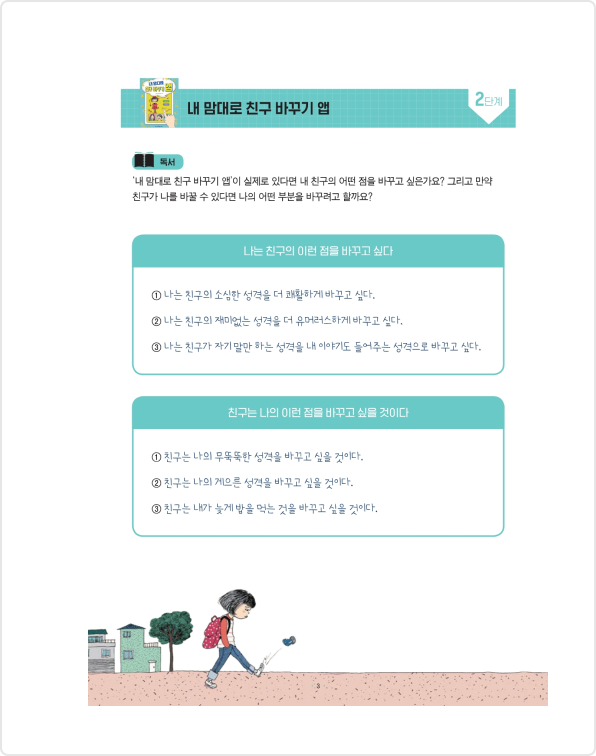 내 맘대로 친구 바꾸기 앱
2단계
독서
'내 맘대로 친구 바꾸기 앱'이 실제로 있다면 내 친구의 어떤 점을 바꾸고 싶은가요? 그리고 만약
친구가 나를 바꿀 수 있다면 나의 어떤 부분을 바꾸려고 할까요?
나는 친구의 이런 점을 바꾸고 싶다
① 나는 친구의 소심한 성격을 더 쾌활하게 바꾸고 싶다.
② 나는 친구의 재미없는 성격을 더 유머러스하게 바꾸고 싶다.
③ 나는 친구가 자기 말만 하는 성격을 내 이야기도 들어주는 성격으로 바꾸고 싶다.
친구는 나의 이런 점을 바꾸고 싶을 것이다
① 친구는 나의 무뚝뚝한 성격을 바꾸고 싶을 것이다.
② 친구는 나의 게으른 성격을 바꾸고 싶을 것이다.
③ 친구는 내가 늦게 밥을 먹는 것을 바꾸고 싶을 것이다.
3